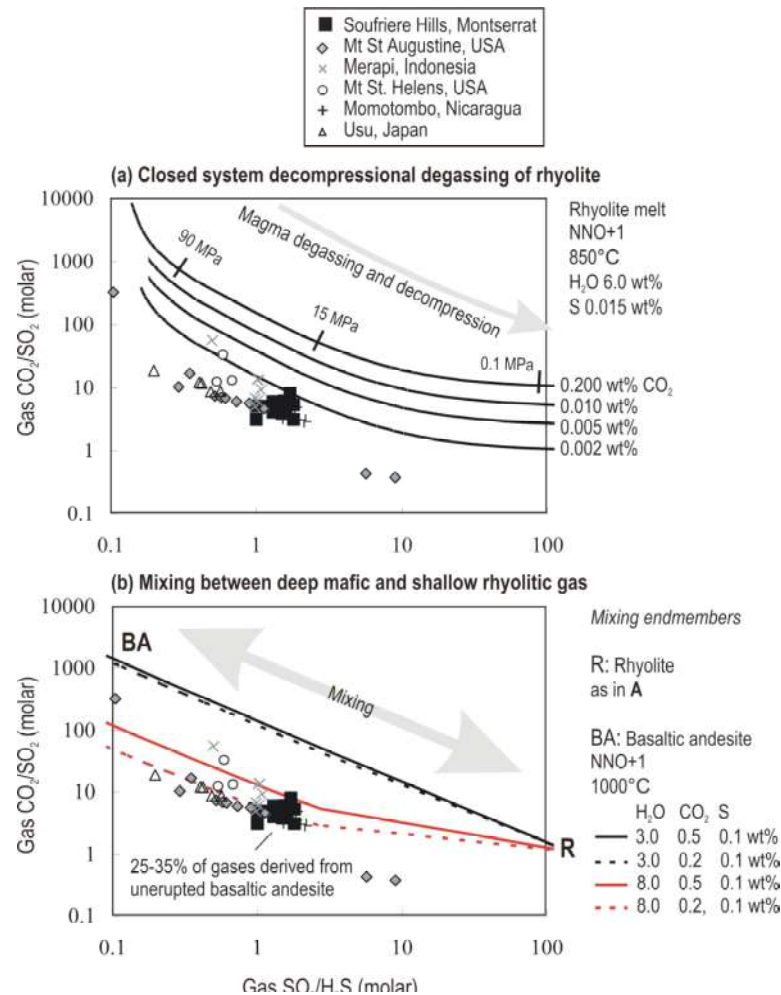 Soufriere Hills, Montserrat
Mt St Augustine, USA
Merapi, Indonesia
Mt St. Helens, USA
Momotombo, Nicaragua
Usu, Japan
(a) Closed system decompressional degassing of rhyolite
10000
1000
100
10
1
0.1
Gas CO₂/SO₂ (molar)
90 MPa
15 MPa
0.1 MPa
Magma degassing and decompression
Rhyolite melt
NNO+1
850°C
H₂O 6.0 wt%
S 0.015 wt%
0.200 wt% CO₂
0.010 wt%
0.005 wt%
0.002 wt%
0.1 1 10 100
(b) Mixing between deep mafic and shallow rhyolitic gas
10000
1000
100
10
1
0.1
Gas CO₂/SO₂ (molar)
BA
Mixing
R
25-35% of gases derived from
unerupted basaltic andesite
Mixing endmembers
R: Rhyolite
as in A
BA: Basaltic andesite
NNO+1
1000°C
H₂O CO₂ S
3.0 0.5 0.1 wt%
3.0 0.2 0.1 wt%
8.0 0.5 0.1 wt%
8.0 0.2, 0.1 wt%
0.1 1 10 100
Gas SO₂/H₂S (molar)